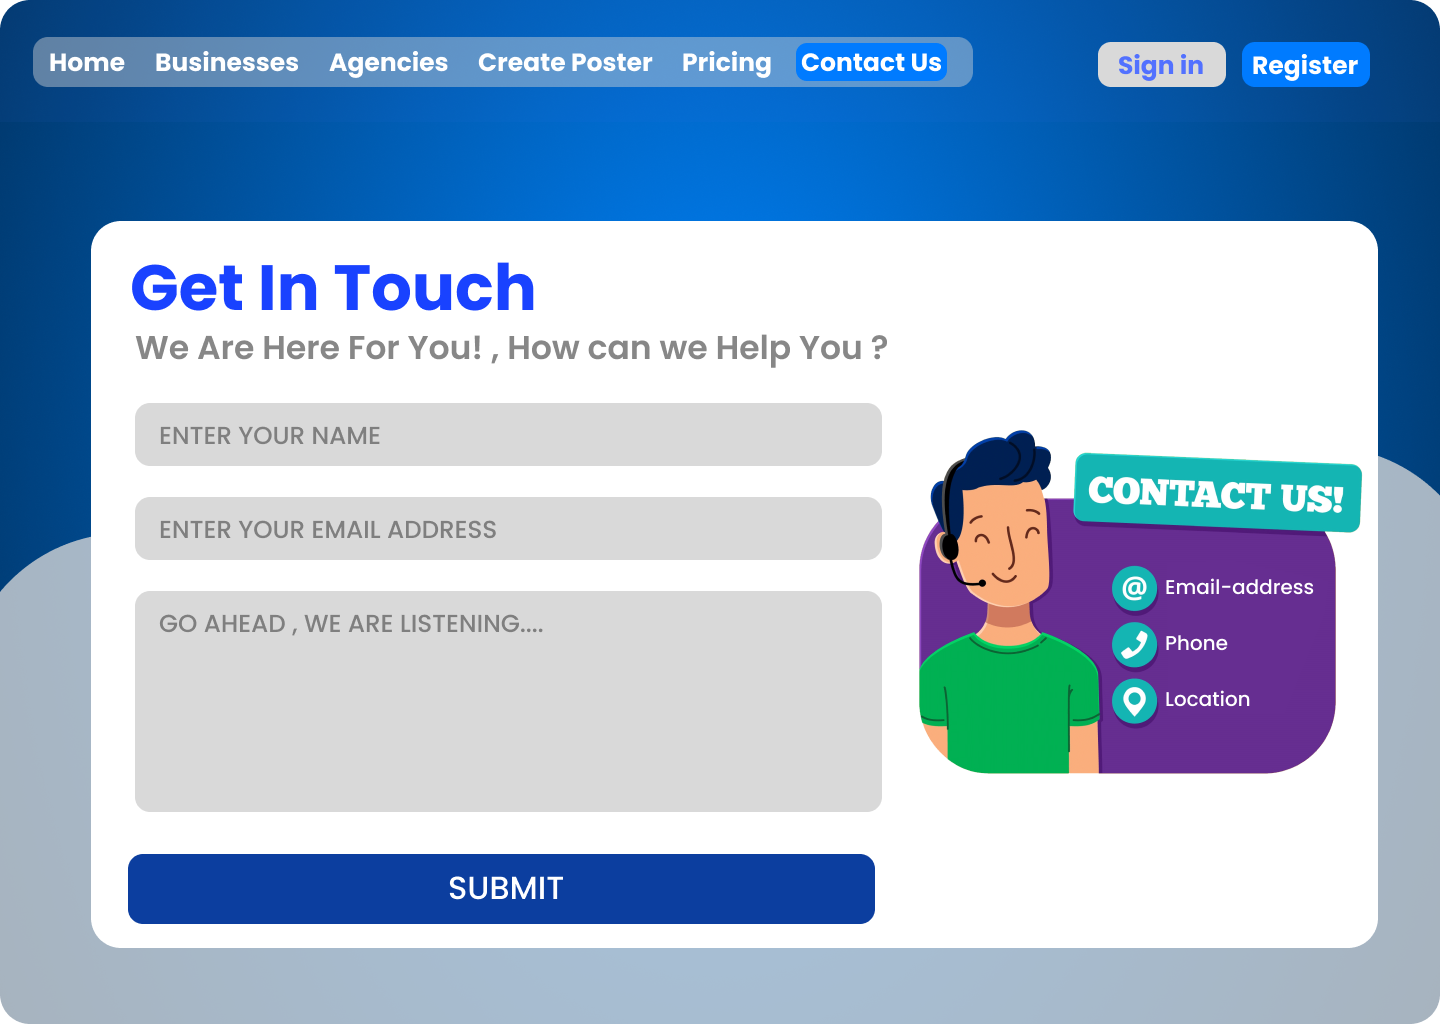 Home Businesses Agencies Create Poster Pricing Contact Us Sign in Register
Get In Touch
We Are Here For You! , How can we Help You ?
ENTER YOUR NAME
ENTER YOUR EMAIL ADDRESS
GO AHEAD , WE ARE LISTENING....
SUBMIT
CONTACT US!
@ Email-address
Phone
Location